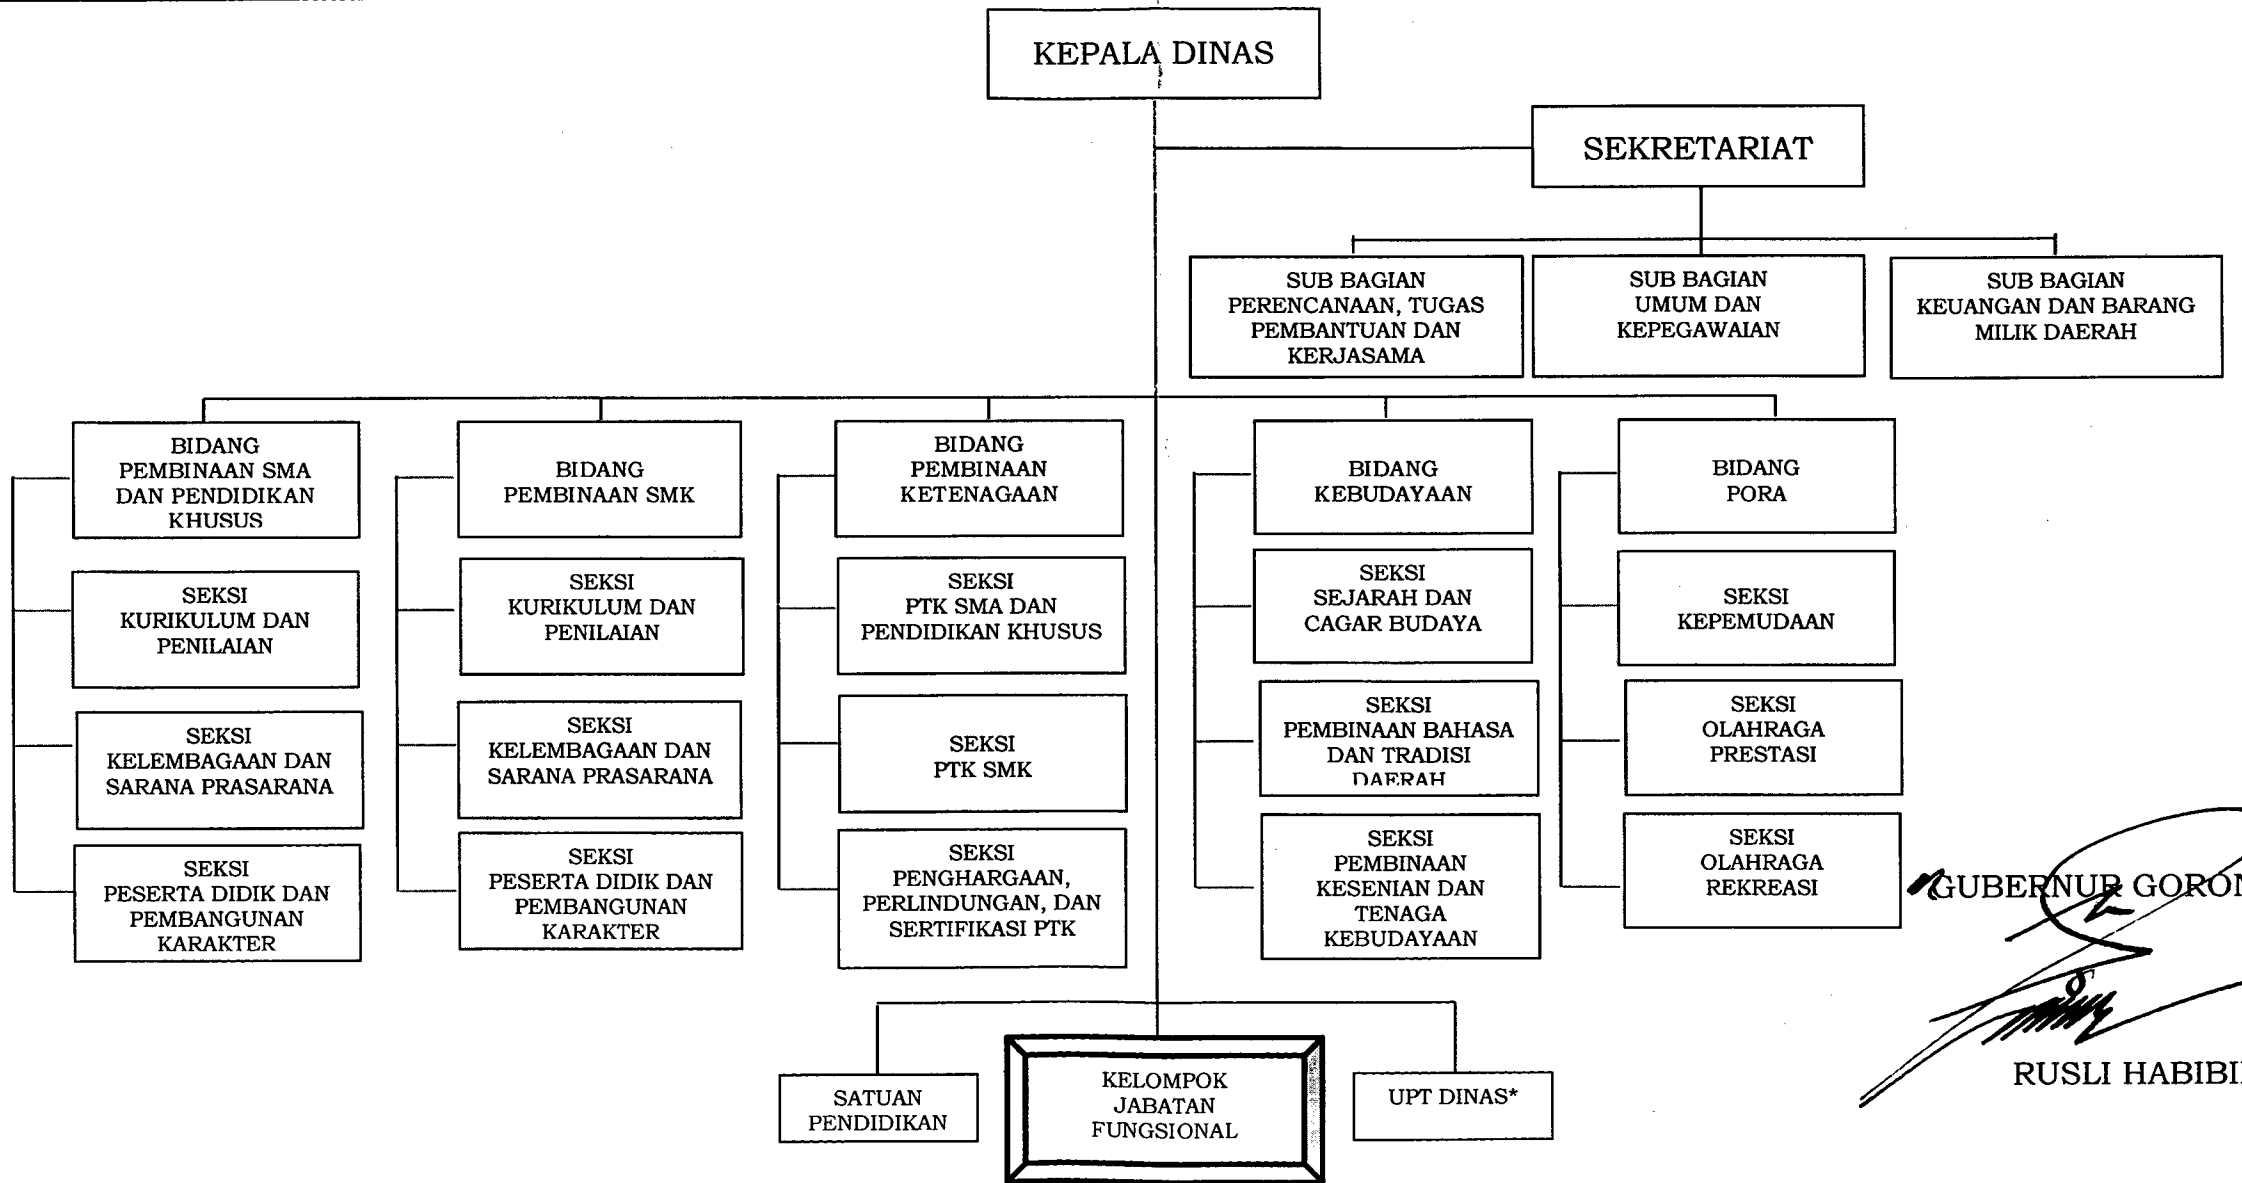 KEPALA DINAS
SEKRETARIAT
SUB BAGIAN
PERENCANAAN, TUGAS
PEMBANTUAN DAN
KERJASAMA
SUB BAGIAN
UMUM DAN
KEPEGAWAIAN
SUB BAGIAN
KEUANGAN DAN BARANG
MILIK DAERAH
BIDANG
PEMBINAAN SMA
DAN PENDIDIKAN
KHUSUS
SEKSI
KURIKULUM DAN
PENILAIAN
SEKSI
KELEMBAGAAN DAN
SARANA PRASARANA
SEKSI
PESERTA DIDIK DAN
PEMBANGUNAN
KARAKTER
BIDANG
PEMBINAAN SMK
SEKSI
KURIKULUM DAN
PENILAIAN
SEKSI
KELEMBAGAAN DAN
SARANA PRASARANA
SEKSI
PESERTA DIDIK DAN
PEMBANGUNAN
KARAKTER
BIDANG
PEMBINAAN
KETENAGAAN
SEKSI
PTK SMA DAN
PENDIDIKAN KHUSUS
SEKSI
PTK SMK
SEKSI
PENGHARGAAN,
PERLINDUNGAN, DAN
SERTIFIKASI PTK
BIDANG
KEBUDAYAAN
SEKSI
SEJARAH DAN
CAGAR BUDAYA
SEKSI
PEMBINAAN BAHASA
DAN TRADISI
DAERAH
SEKSI
PEMBINAAN
KESENIAN DAN
TENAGA
KEBUDAYAAN
BIDANG
PORA
SEKSI
KEPEMUDAAN
SEKSI
OLAHRAGA
PRESTASI
SEKSI
OLAHRAGA
REKREASI
SATUAN
PENDIDIKAN
KELOMPOK
JABATAN
FUNGSIONAL
UPT DINAS*
GUBERNUR GORON
RUSLI HABIBI